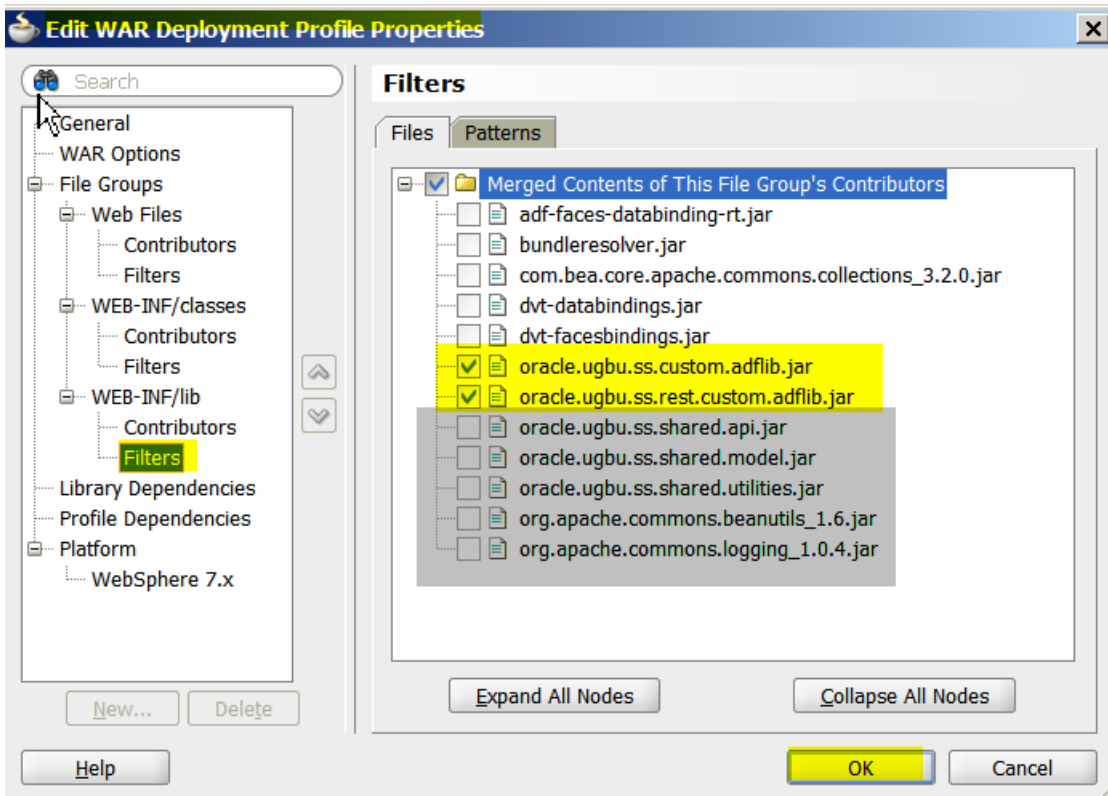 Edit WAR Deployment Profile Properties
Search
General
WAR Options
File Groups
Web Files
Contributors
Filters
WEB-INF/classes
Contributors
Filters
WEB-INF/lib
Contributors
Filters
Library Dependencies
Profile Dependencies
Platform
WebSphere 7.x
New...
Delete
Filters
Files
Patterns
Merged Contents of This File Group's Contributors
adf-faces-databinding-rt.jar
bundleresolver.jar
com.bea.core.apache.commons.collections_3.2.0.jar
dvt-databindings.jar
dvt-facesbindings.jar
oracle.ugbu.ss.custom.adflib.jar
oracle.ugbu.ss.rest.custom.adflib.jar
oracle.ugbu.ss.shared.api.jar
oracle.ugbu.ss.shared.model.jar
oracle.ugbu.ss.shared.utilities.jar
org.apache.commons.beanutils_1.6.jar
org.apache.commons.logging_1.0.4.jar
Expand All Nodes
Collapse All Nodes
Help
OK
Cancel